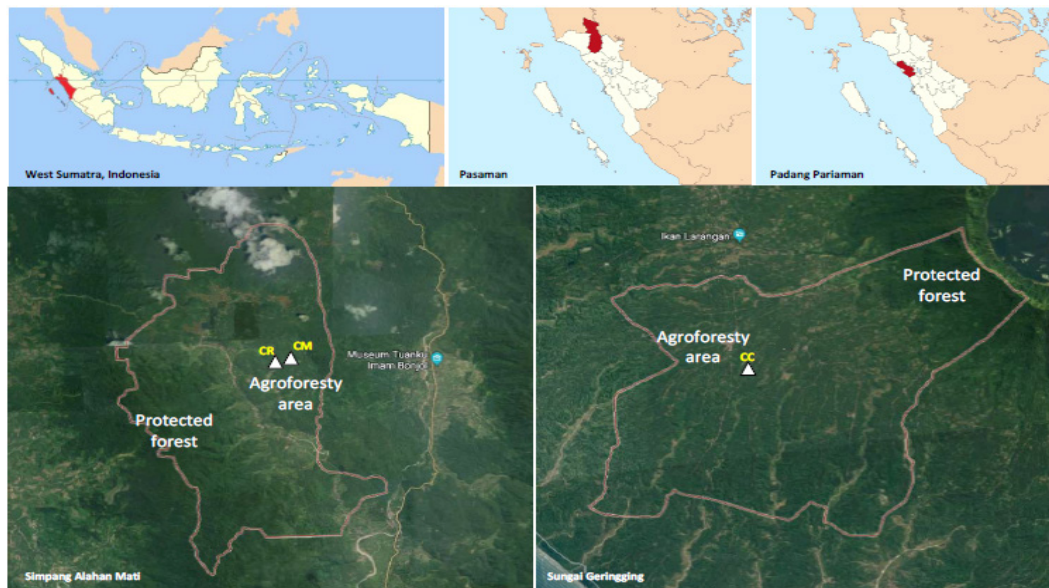 West Sumatra, Indonesia
Pasaman
Padang Pariaman
Ikan Larangan
Protected
forest
Agroforesty
area
CC
CR
CM
Museum Tuanku
Imam Bonjol
Agroforesty
area
Protected
forest
Simpang Alahan Mati
Sungai Geringging